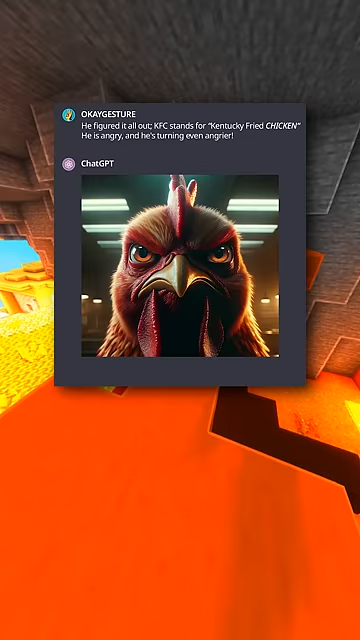 OKAYGESTURE
He figured it all out; KFC stands for "Kentucky Fried CHICKEN"
He is angry, and he's turning even angrier!
ChatGPT